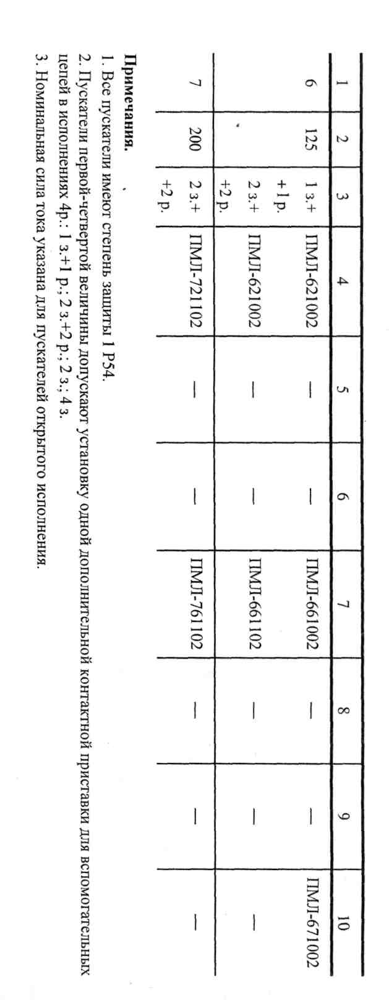 1 2 3 4 5 6 7 8 9 10
6 125 1 з.+ ПМЛ-621002 — — ПМЛ-661002 — — ПМЛ-671002
+1р.
2 з.+ ПМЛ-621002 — — ПМЛ-661102 — — —
+2 р.
7 200 2 з.+ ПМЛ-721102 — — ПМЛ-761102 — — —
+2 р.
Примечания.
1. Все пускатели имеют степень защиты 1 Р54.
2. Пускатели первой-четвертой величины допускают установку одной дополнительной контактной приставки для вспомогательных
цепей в исполнениях 4р.: 1 з.+1 р.; 2 з.+2 р.; 2 з.; 4 з.
3. Номинальная сила тока указана для пускателей открытого исполнения.